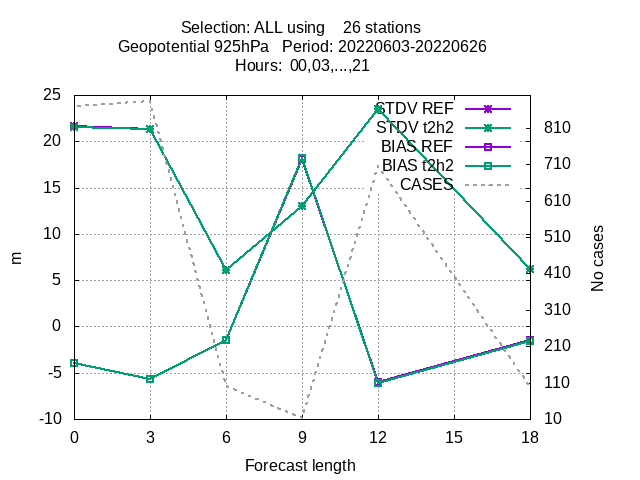 Selection: ALL using 26 stations
Geopotential 925hPa Period: 20220603-20220626
Hours: 00,03,...,21
25
20
15
10
5
0
-5
-10
m
STDV REF
STDV t2h2
BIAS REF
BIAS t2h2
CASES
810
710
610
510
410
310
210
110
10
No cases
0 3 6 9 12 15 18
Forecast length